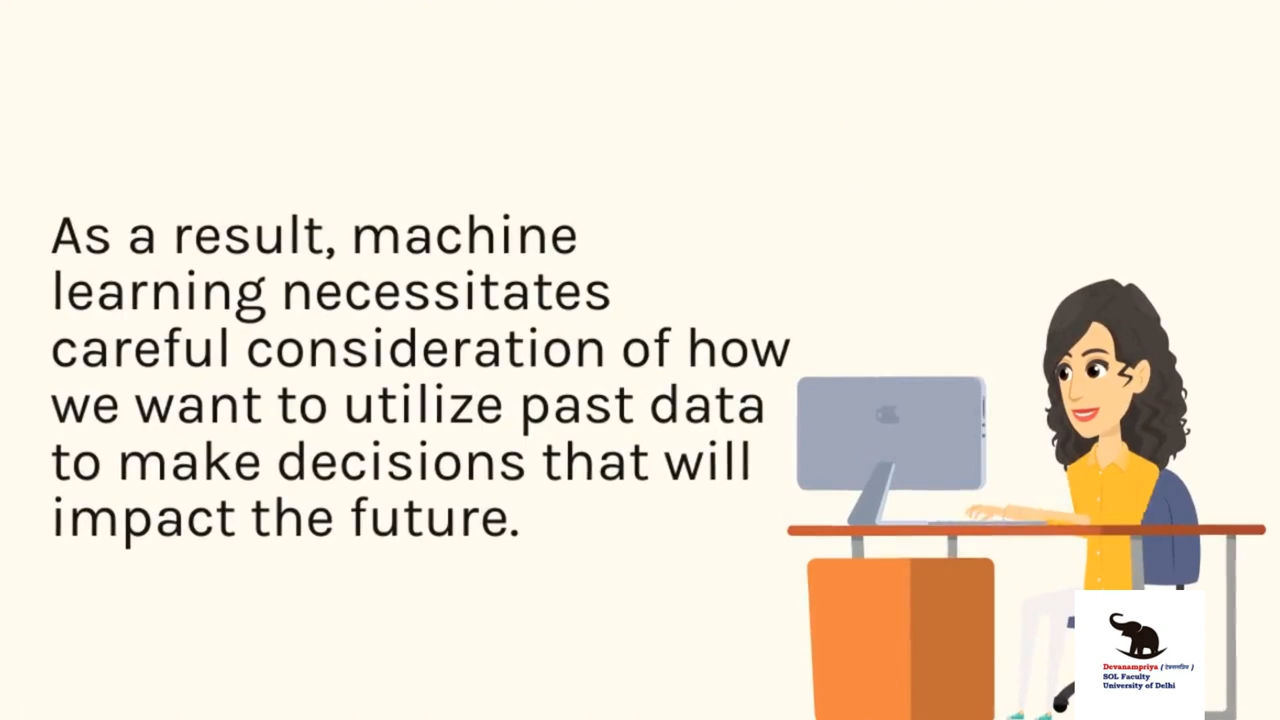 As a result, machine
learning necessitates
careful consideration of how
we want to utilize past data
to make decisions that will
impact the future.
Devanampriya ( देवानामप्रिय )
SOL Faculty
University of Delhi